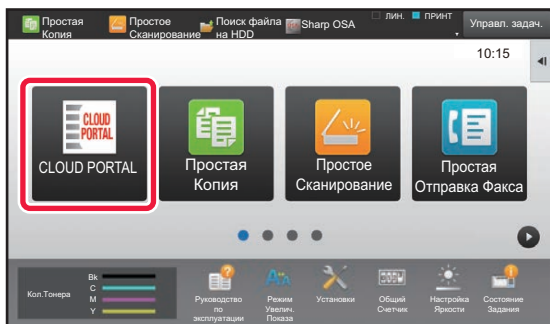 Простая Копия
Простое Сканирование
Поиск файла на HDD
Sharp OSA
ЛИН.
ПРИНТ
Управл. задач.
10:15
CLOUD PORTAL
CLOUD PORTAL
Простая Копия
Простое Сканирование
Простая Отправка Факса
Кол.Тонера
Bk
C
M
Y
Руководство по эксплуатации
Режим Увелич. Показа
Установки
Общий Счетчик
Настройка Яркости
Состояние Задания